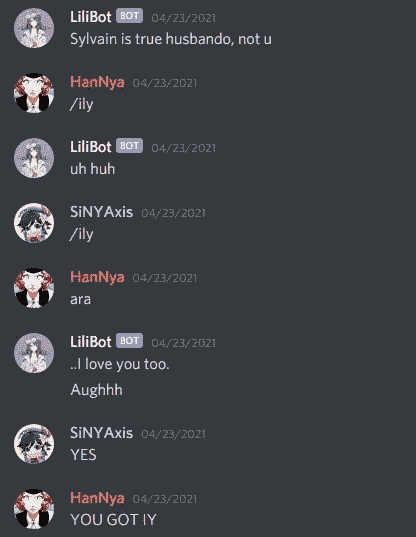 LiliBot BOT 04/23/2021
Sylvain is true husbando, not u
HanNya 04/23/2021
/ily
LiliBot BOT 04/23/2021
uh huh
SiNYAxis 04/23/2021
/ily
HanNya 04/23/2021
ara
LiliBot BOT 04/23/2021
..I love you too.
Aughhh
SiNYAxis 04/23/2021
YES
HanNya 04/23/2021
YOU GOT IY